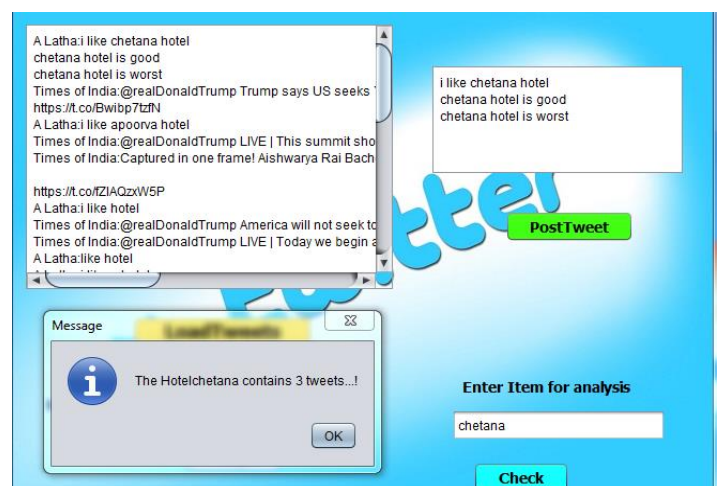 A Latha:i like chetana hotel
chetana hotel is good
chetana hotel is worst
Times of India:@realDonaldTrump Trump says US seeks
https://t.co/Bwibp7tzfN
A Latha:i like apoorva hotel
Times of India:@realDonaldTrump LIVE | This summit sho
Times of India:Captured in one frame! Aishwarya Rai Bach
https://t.co/fZIAQzxW5P
A Latha:i like hotel
Times of India:@realDonaldTrump America will not seek to
Times of India:@realDonaldTrump LIVE | Today we begin a
A Latha:like hotel
i like chetana hotel
chetana hotel is good
chetana hotel is worst
PostTweet
LoadTweets
Message
The Hotelchetana contains 3 tweets...!
OK
Enter Item for analysis
chetana
Check